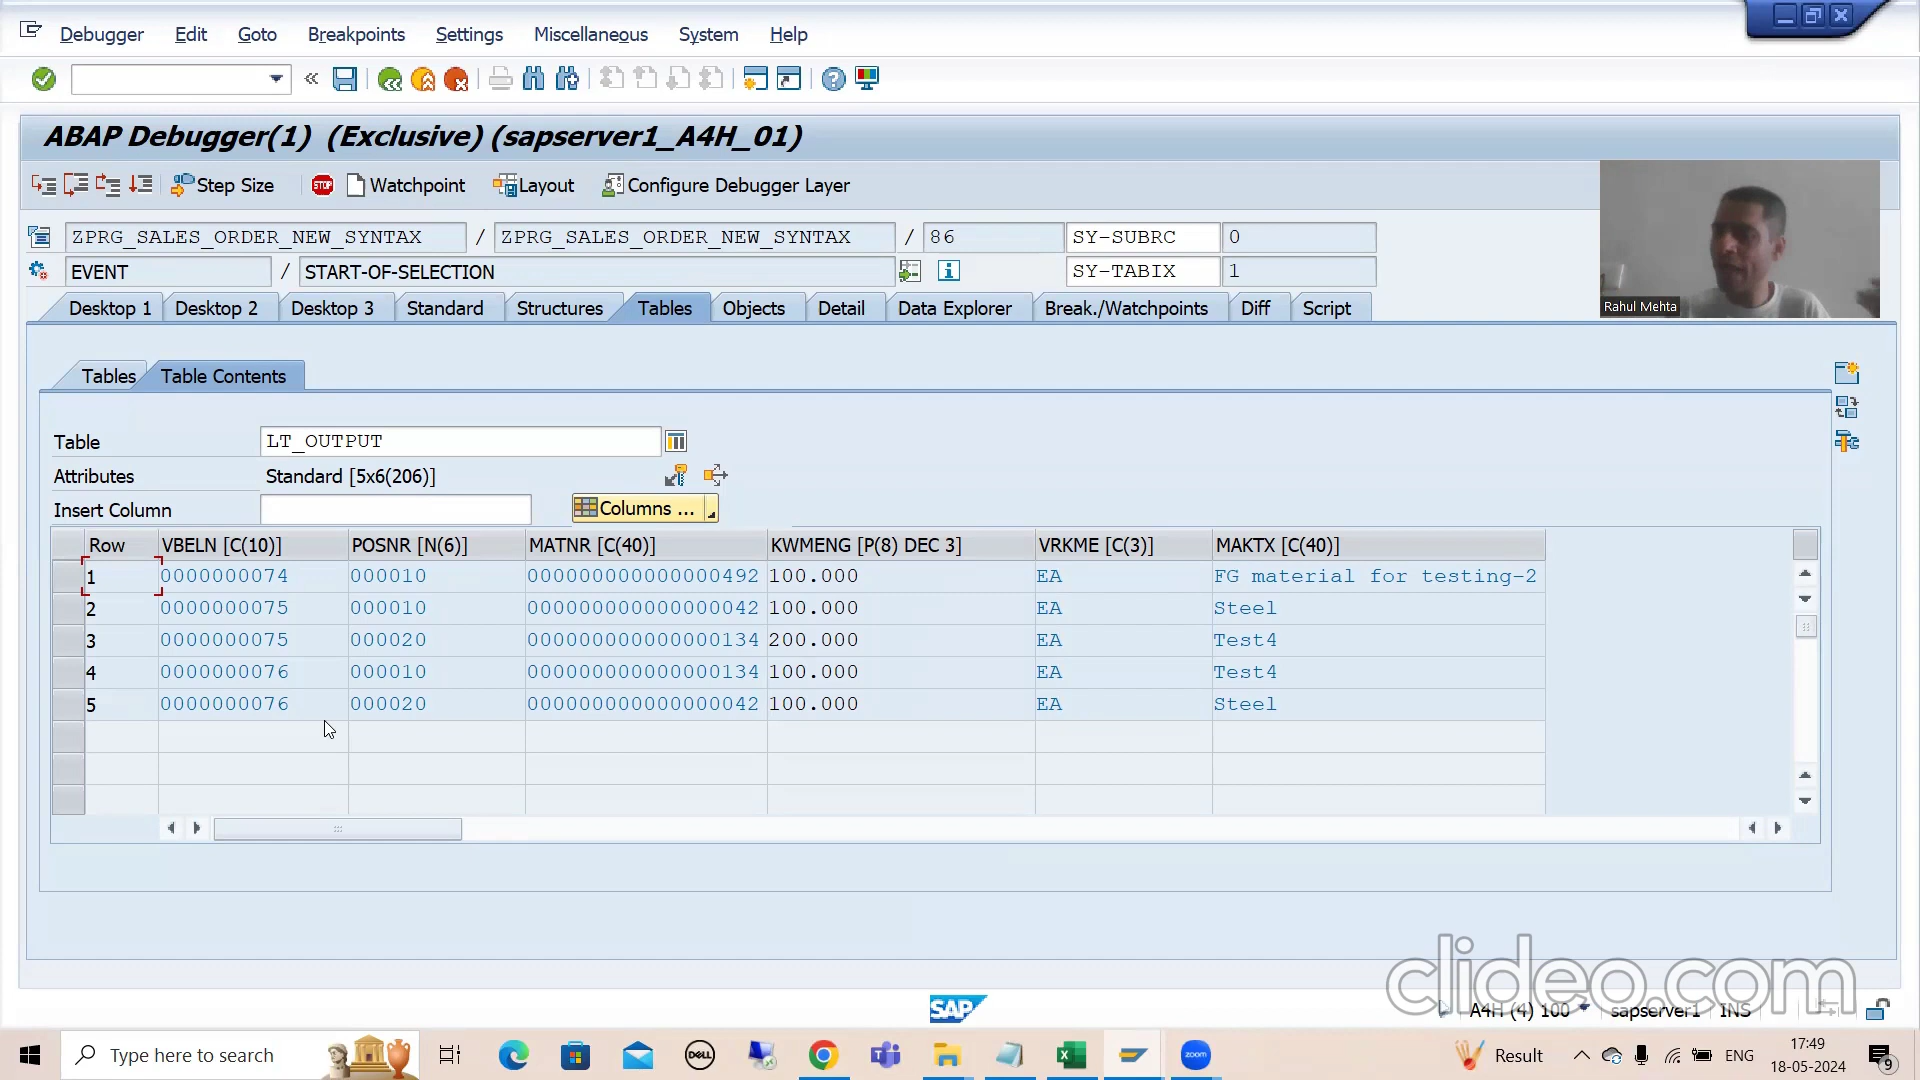 Debugger Edit Goto Breakpoints Settings Miscellaneous System Help
ABAP Debugger(1) (Exclusive) (sapserver1_A4H_01)
Step Size STOP Watchpoint Layout Configure Debugger Layer
ZPRG_SALES_ORDER_NEW_SYNTAX / ZPRG_SALES_ORDER_NEW_SYNTAX / 86 SY-SUBRC 0
EVENT / START-OF-SELECTION SY-TABIX 1
Rahul Mehta
Desktop 1 Desktop 2 Desktop 3 Standard Structures Tables Objects Detail Data Explorer Break./Watchpoints Diff Script
Tables Table Contents
Table LT_OUTPUT
Attributes Standard [5x6(206)]
Insert Column Columns ...
Row VBELN [C(10)] POSNR [N(6)] MATNR [C(40)] KWMENG [P(8) DEC 3] VRKME [C(3)] MAKTX [C(40)]
1 0000000074 000010 000000000000000492 100.000 EA FG material for testing-2
2 0000000075 000010 000000000000000042 100.000 EA Steel
3 0000000075 000020 000000000000000134 200.000 EA Test4
4 0000000076 000010 000000000000000134 100.000 EA Test4
5 0000000076 000020 000000000000000042 100.000 EA Steel
clideo.com
SAP A4H (4) 100 sapserver1 INS
Type here to search DELL zoom Result ENG 17:49
18-05-2024 9